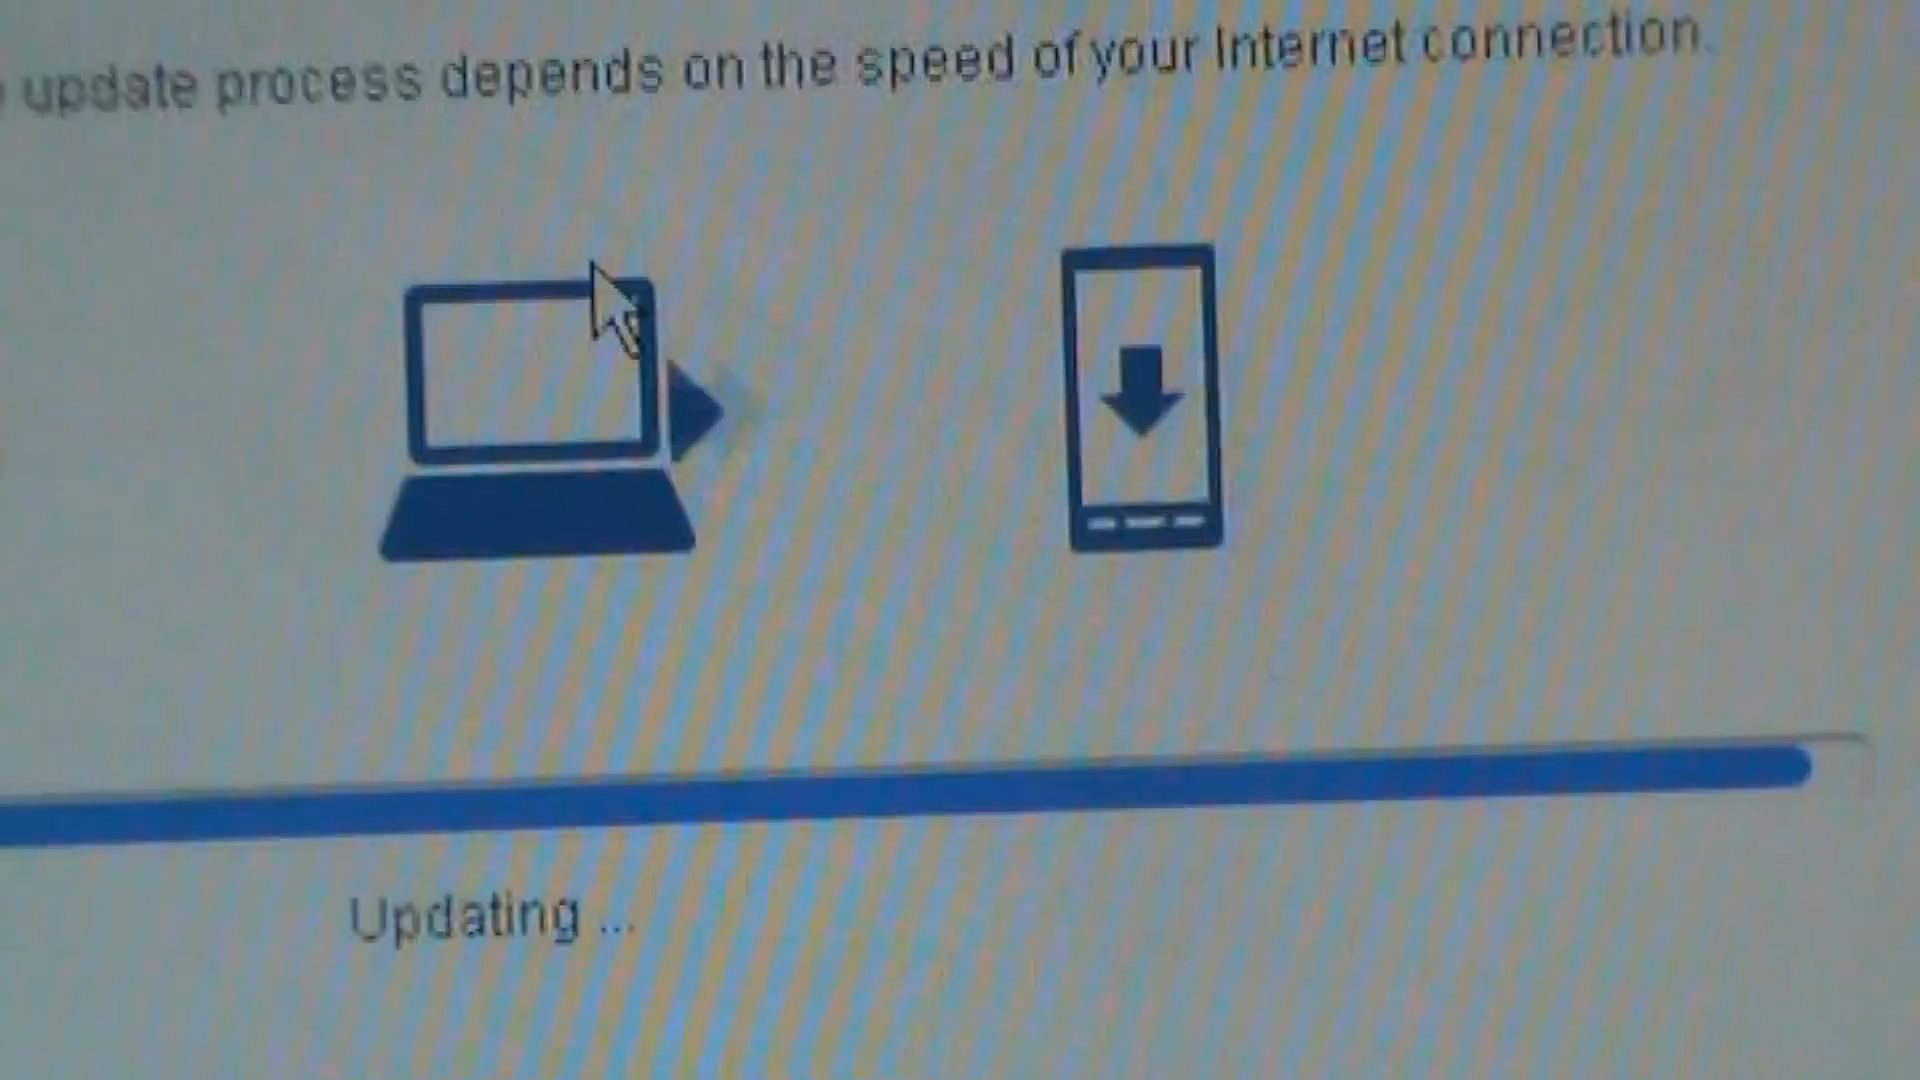 update process depends on the speed of your Internet connection.
Updating ...